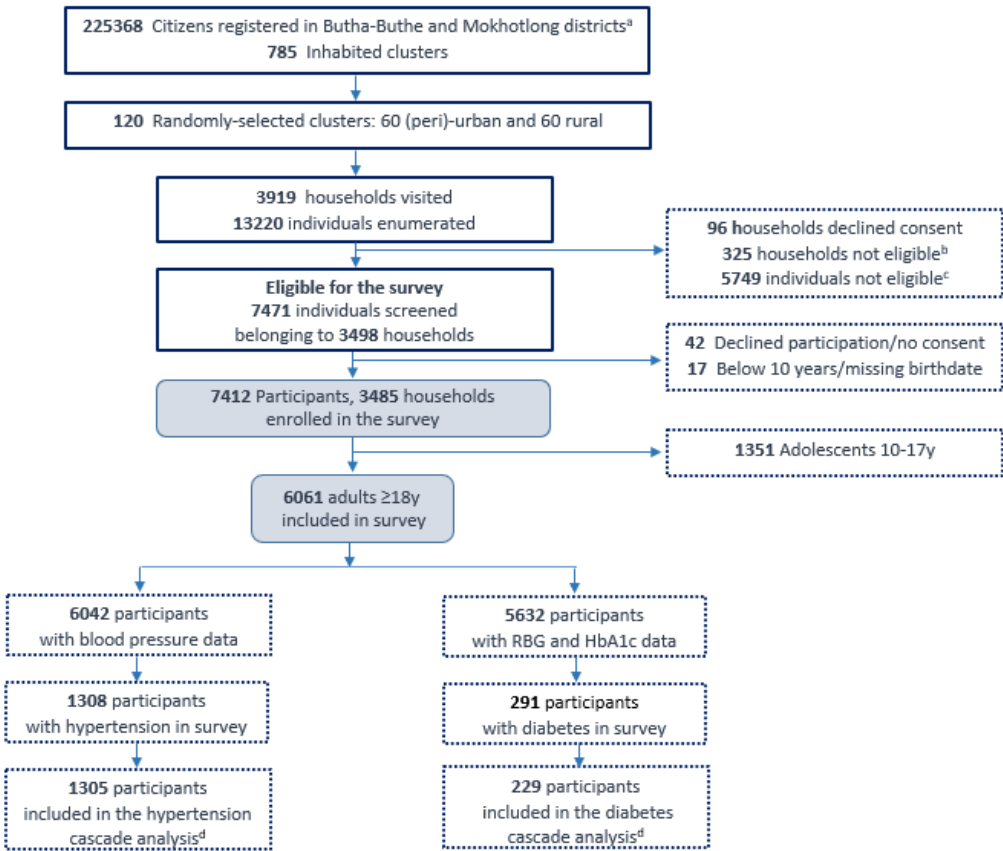 225368 Citizens registered in Butha-Buthe and Mokhotlong districtsᵃ
785 Inhabited clusters
120 Randomly-selected clusters: 60 (peri)-urban and 60 rural
3919 households visited
13220 individuals enumerated
96 households declined consent
325 households not eligibleᵇ
5749 individuals not eligibleᶜ
Eligible for the survey
7471 individuals screened
belonging to 3498 households
42 Declined participation/no consent
17 Below 10 years/missing birthdate
7412 Participants, 3485 households
enrolled in the survey
1351 Adolescents 10-17y
6061 adults ≥18y
included in survey
6042 participants
with blood pressure data
5632 participants
with RBG and HbA1c data
1308 participants
with hypertension in survey
291 participants
with diabetes in survey
1305 participants
included in the hypertension
cascade analysisᵈ
229 participants
included in the diabetes
cascade analysisᵈ